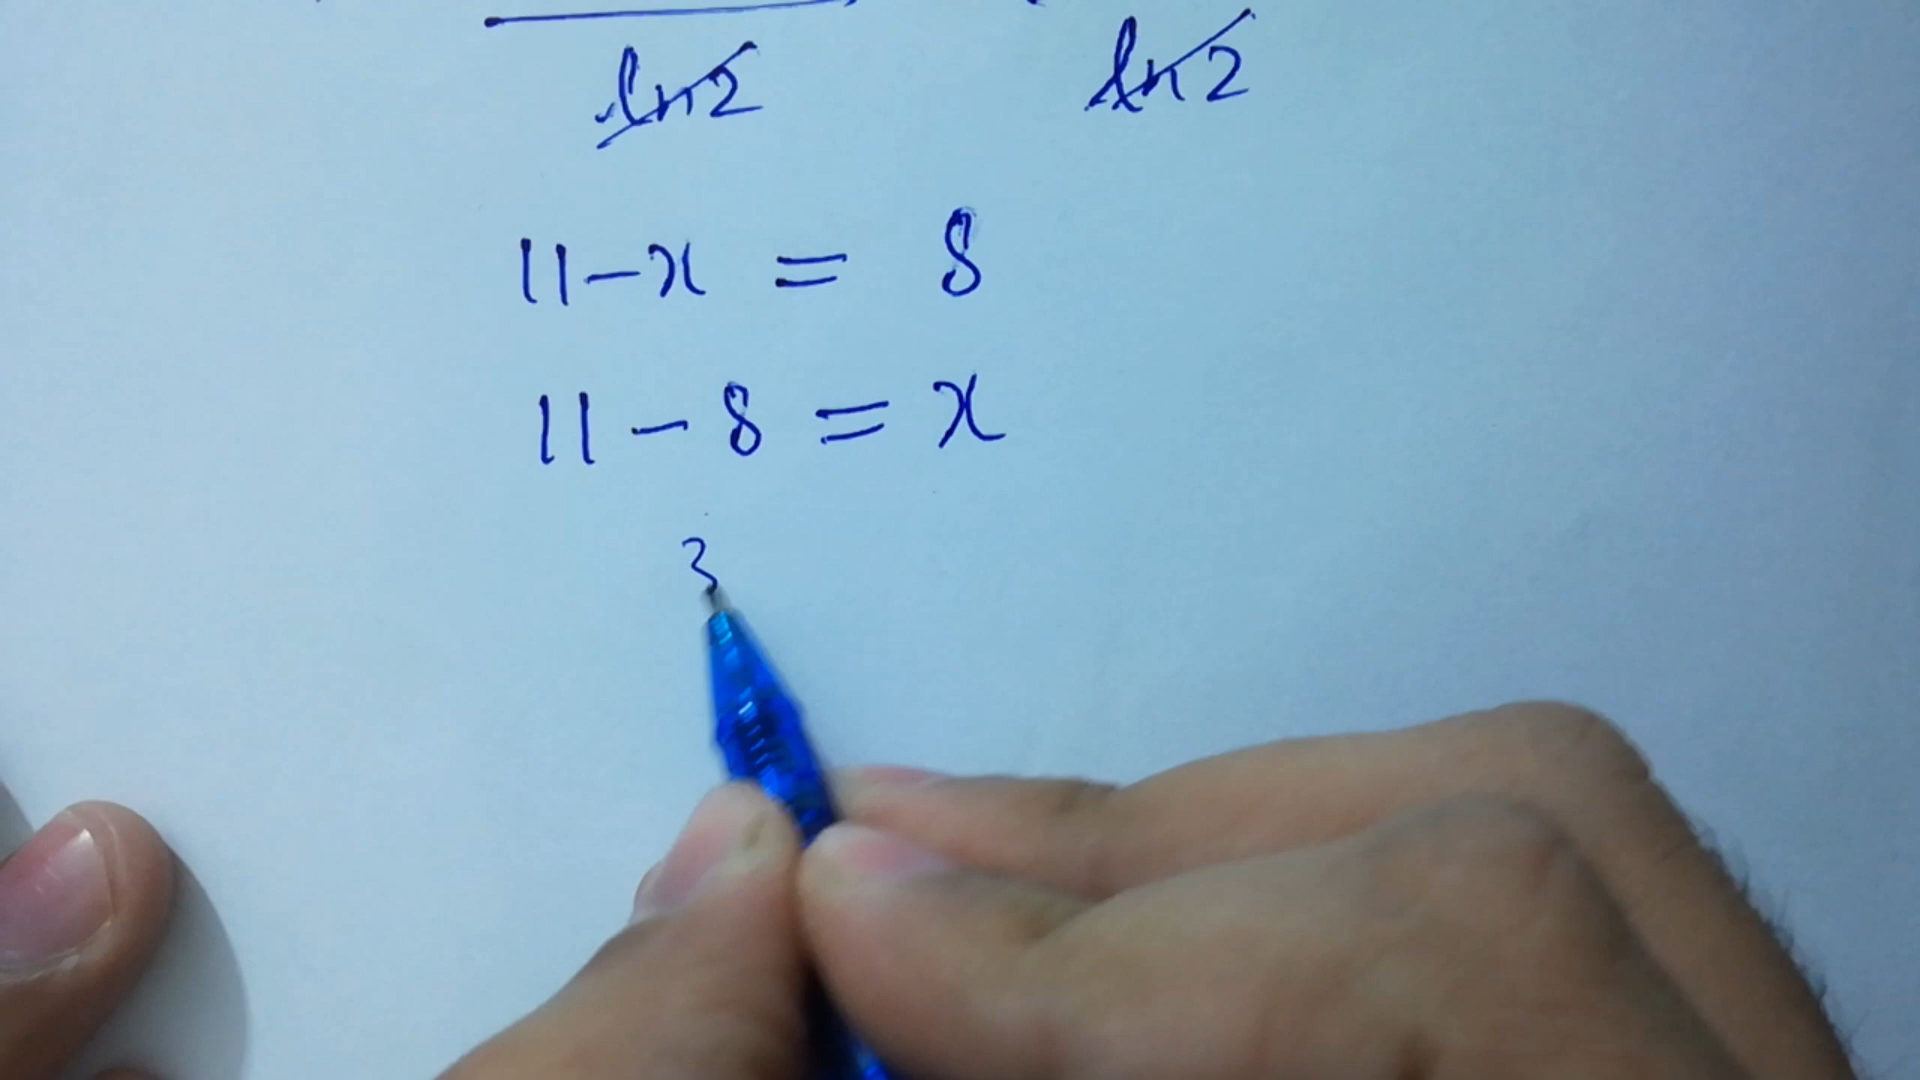 ln2 ln2
11-x = 8
11 - 8 = x
3